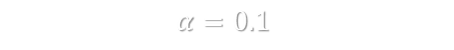 α = 0.1